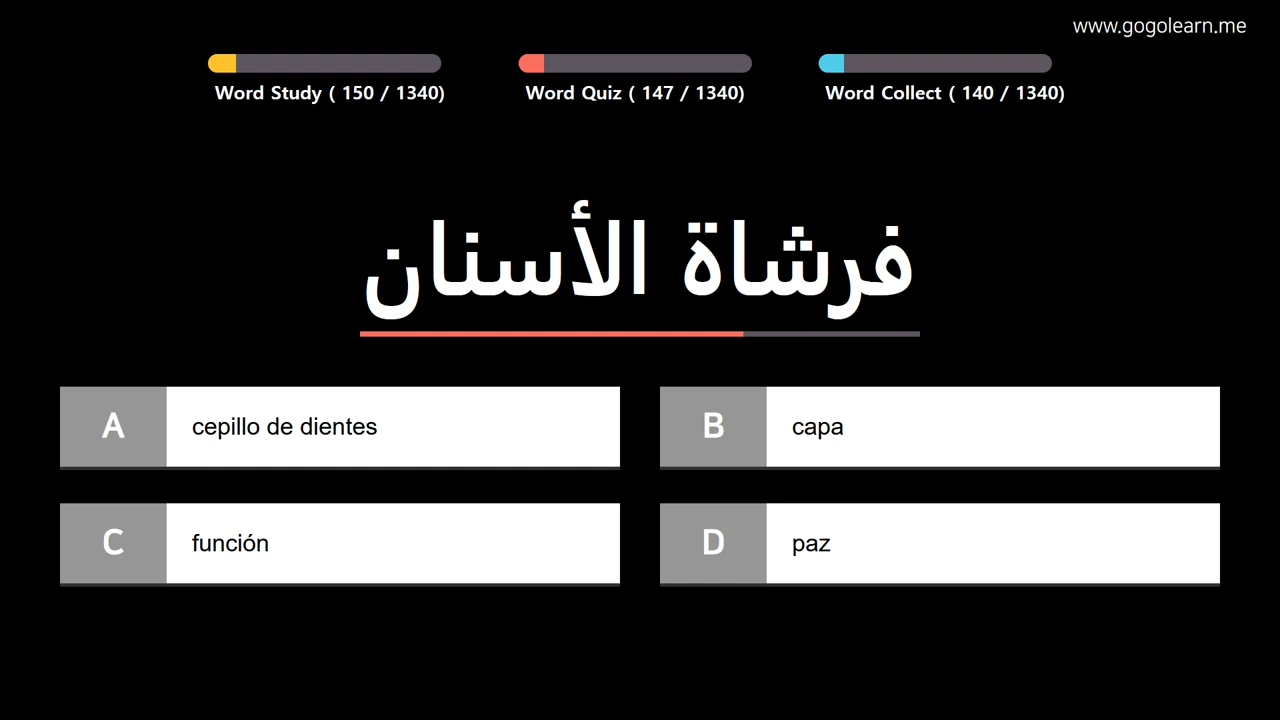 www.gogolearn.me
Word Study ( 150 / 1340)
Word Quiz ( 147 / 1340)
Word Collect ( 140 / 1340)
فرشاة الأسنان
A
cepillo de dientes
B
capa
C
función
D
paz